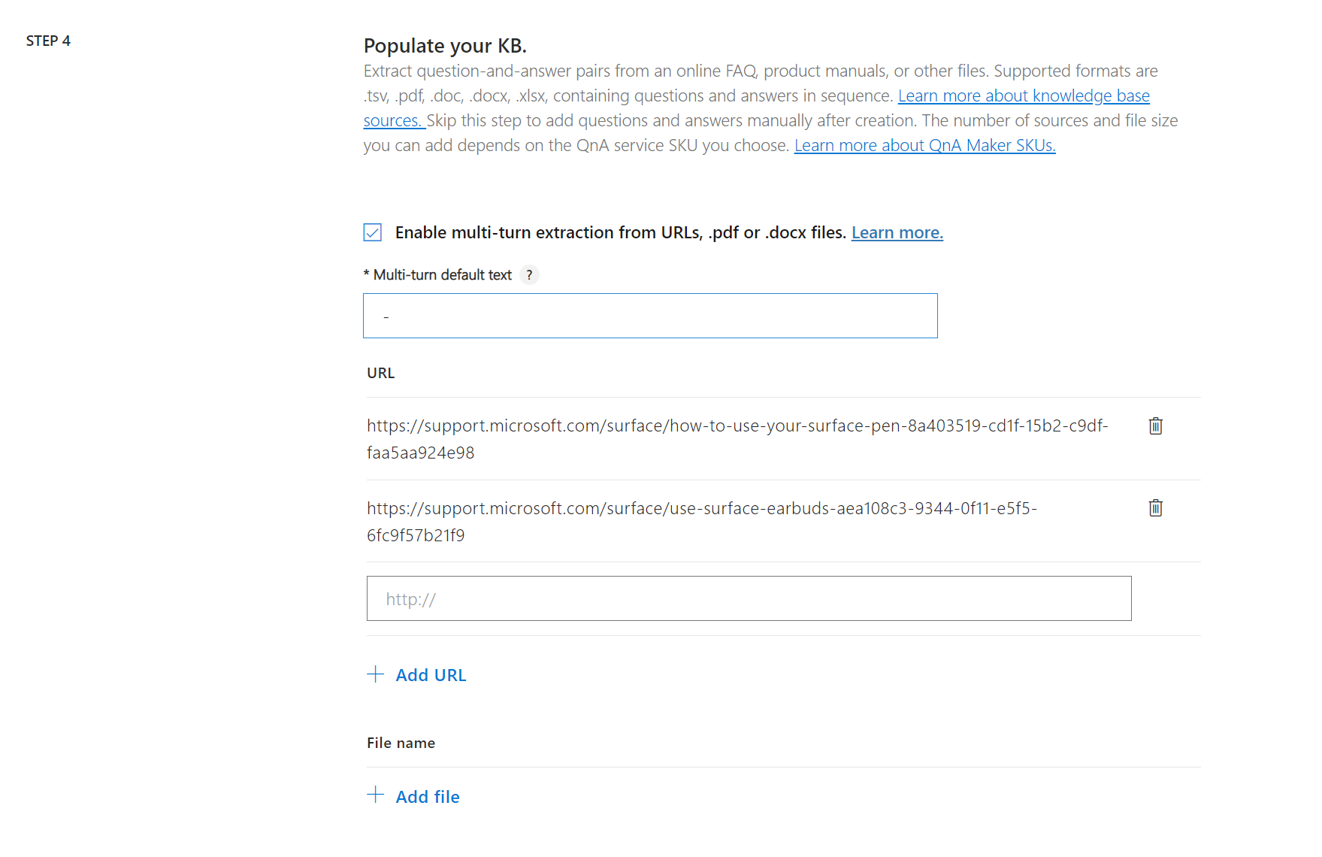 STEP 4
Populate your KB.
Extract question-and-answer pairs from an online FAQ, product manuals, or other files. Supported formats are
.tsv, .pdf, .doc, .docx, .xlsx, containing questions and answers in sequence. Learn more about knowledge base
sources. Skip this step to add questions and answers manually after creation. The number of sources and file size
you can add depends on the QnA service SKU you choose. Learn more about QnA Maker SKUs.
Enable multi-turn extraction from URLs, .pdf or .docx files. Learn more.
* Multi-turn default text ?
-
URL
https://support.microsoft.com/surface/how-to-use-your-surface-pen-8a403519-cd1f-15b2-c9df-
faa5aa924e98
https://support.microsoft.com/surface/use-surface-earbuds-aea108c3-9344-0f11-e5f5-
6fc9f57b21f9
http://
+ Add URL
File name
+ Add file